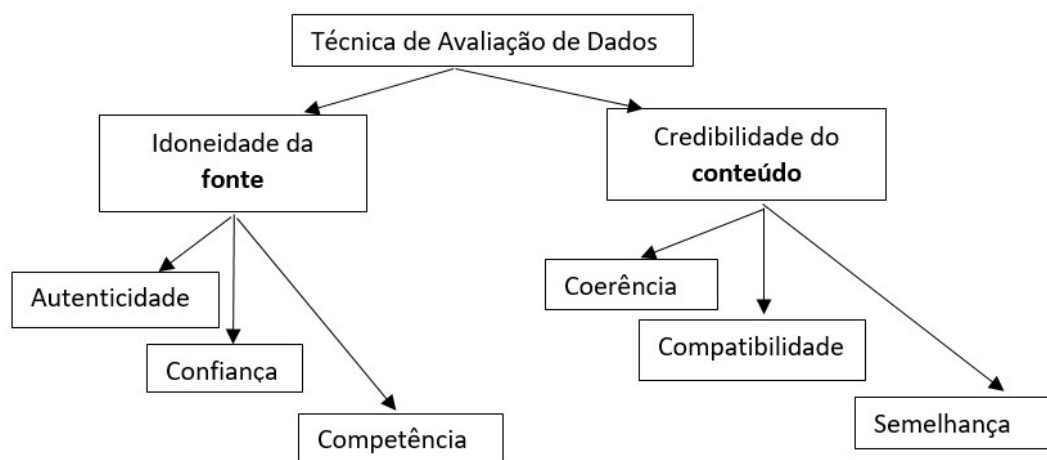 Técnica de Avaliação de Dados
Idoneidade da
fonte
Credibilidade do
conteúdo
Autenticidade
Confiança
Competência
Coerência
Compatibilidade
Semelhança